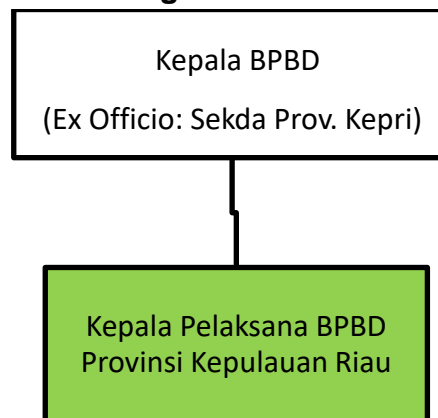 Kepala BPBD
(Ex Officio: Sekda Prov. Kepri)
Kepala Pelaksana BPBD
Provinsi Kepulauan Riau